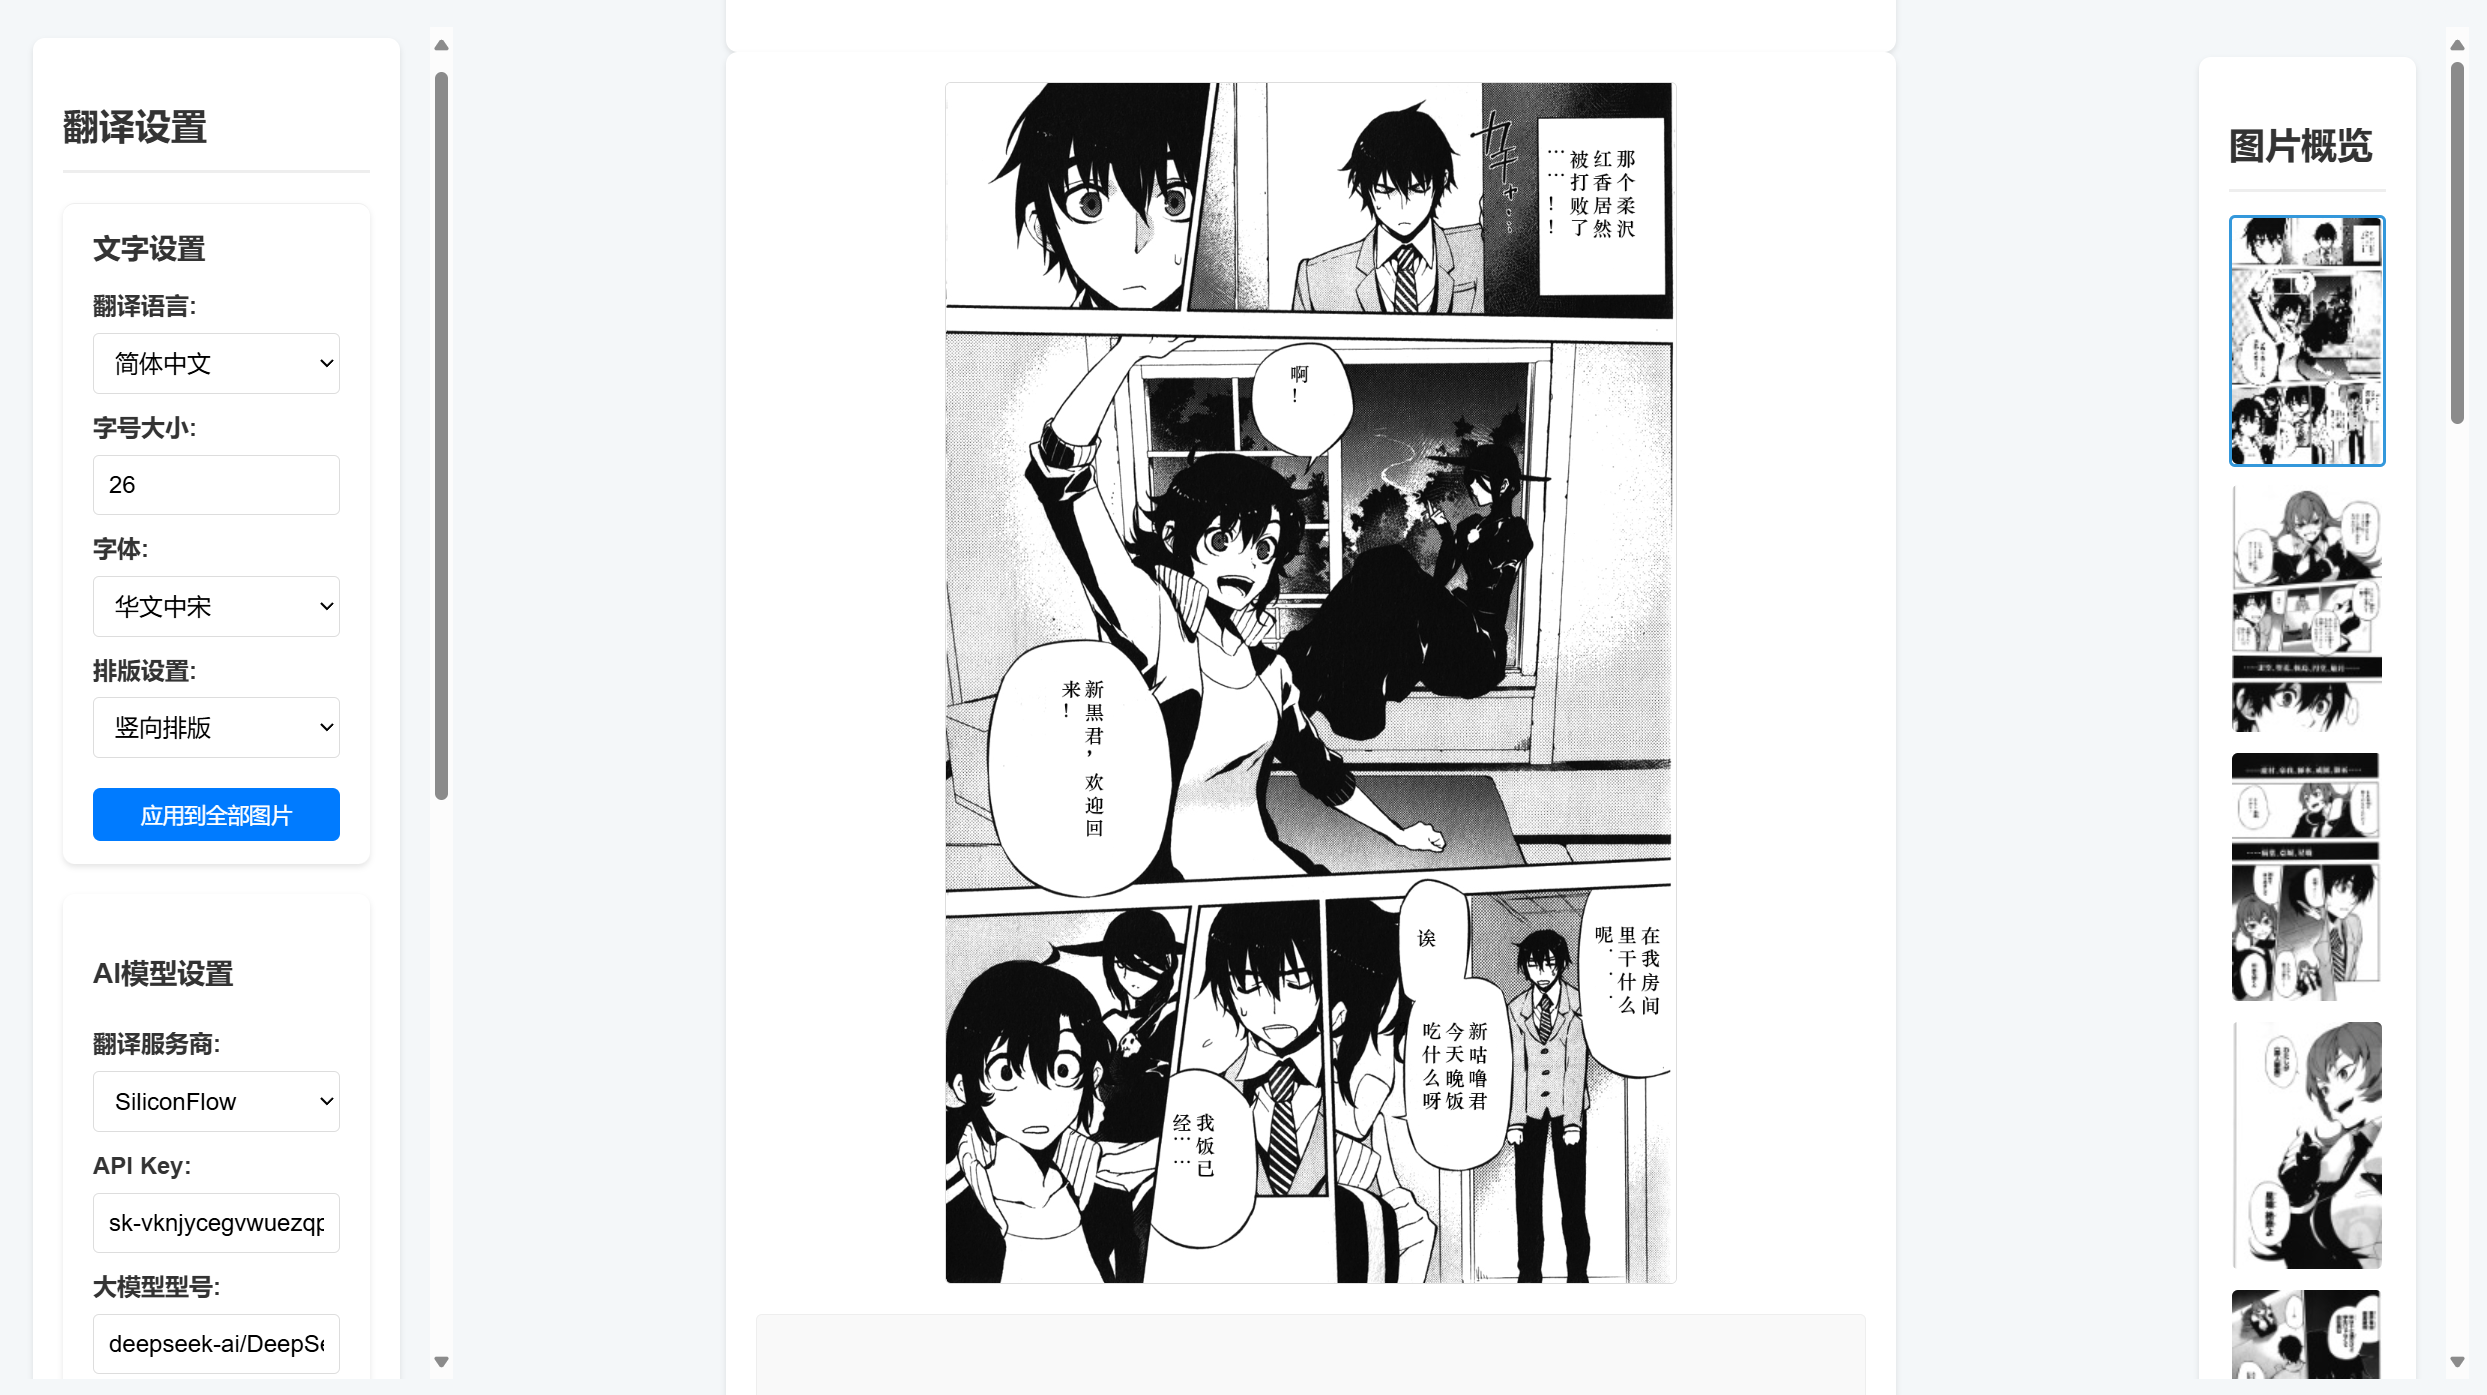 翻译设置
文字设置
翻译语言:
简体中文
字号大小:
26
字体:
华文中宋
排版设置:
竖向排版
应用到全部图片
AI模型设置
翻译服务商:
SiliconFlow
API Key:
sk-vknjycegvwuezqp
大模型型号:
deepseek-ai/DeepSe
那个柔沢
红香居然
被打败了
……！！
カチャ…
啊！
新黑君，欢迎回
来！
在我房间
里干什么
呢...
诶
新咕噜君
今天晚饭
吃什么呀
我饭已
经……
图片概览